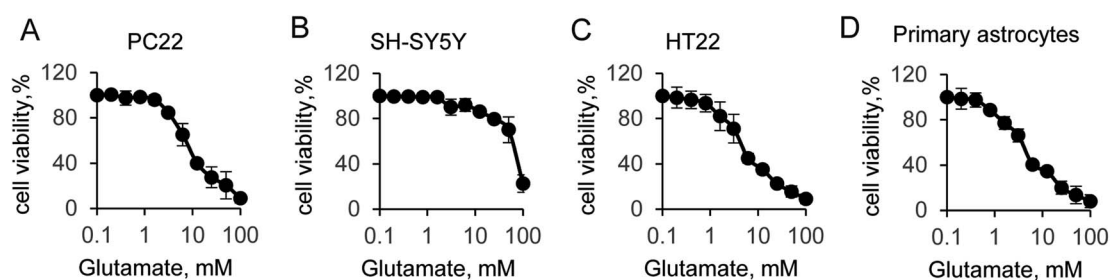 A
PC22
cell viability, %
120
80
40
0
0.1 1 10 100
Glutamate, mM
B
SH-SY5Y
cell viability, %
120
80
40
0
0.1 1 10 100
Glutamate, mM
C
HT22
cell viability, %
120
80
40
0
0.1 1 10 100
Glutamate, mM
D
Primary astrocytes
cell viability, %
120
80
40
0
0.1 1 10 100
Glutamate, mM